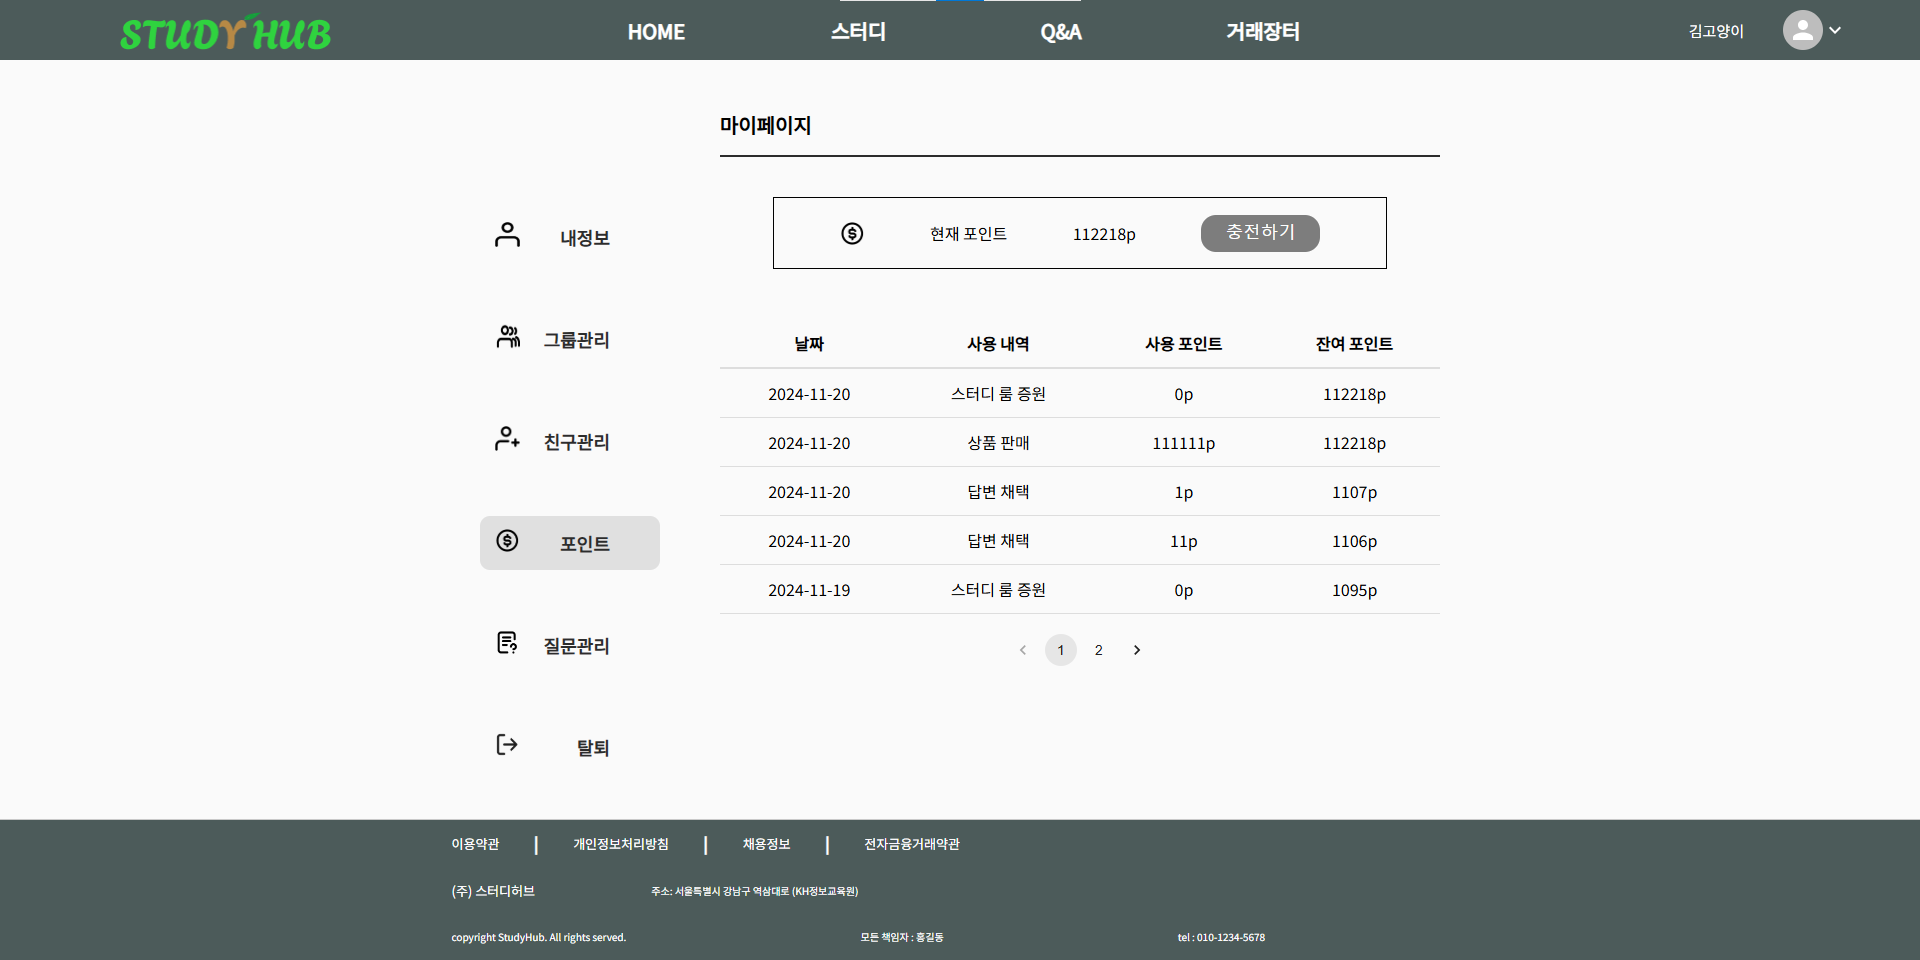 STUDYHUB HOME 스터디 Q&A 거래장터 김고양이
마이페이지
현재 포인트 112218p 충전하기
내정보
그룹관리
친구관리
포인트
질문관리
탈퇴
날짜 사용 내역 사용 포인트 잔여 포인트
2024-11-20 스터디 룸 증원 0p 112218p
2024-11-20 상품 판매 111111p 112218p
2024-11-20 답변 채택 1p 1107p
2024-11-20 답변 채택 11p 1106p
2024-11-19 스터디 룸 증원 0p 1095p
1 2
이용약관 | 개인정보처리방침 | 채용정보 | 전자금융거래약관
(주) 스터디허브 주소: 서울특별시 강남구 역삼대로 (KH정보교육원)
copyright StudyHub. All rights served. 모든 책임자 : 홍길동 tel : 010-1234-5678